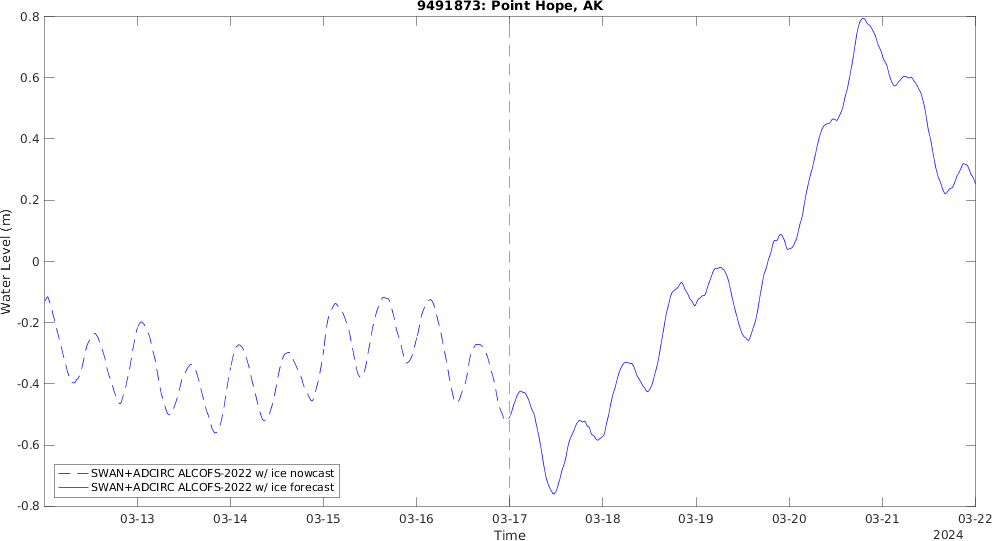 9491873: Point Hope, AK
0.8
0.6
0.4
0.2
0
-0.2
-0.4
-0.6
-0.8
Water Level (m)
SWAN+ADCIRC ALCOFS-2022 w/ ice nowcast
SWAN+ADCIRC ALCOFS-2022 w/ ice forecast
03-13 03-14 03-15 03-16 03-17 03-18 03-19 03-20 03-21 03-22
Time
2024